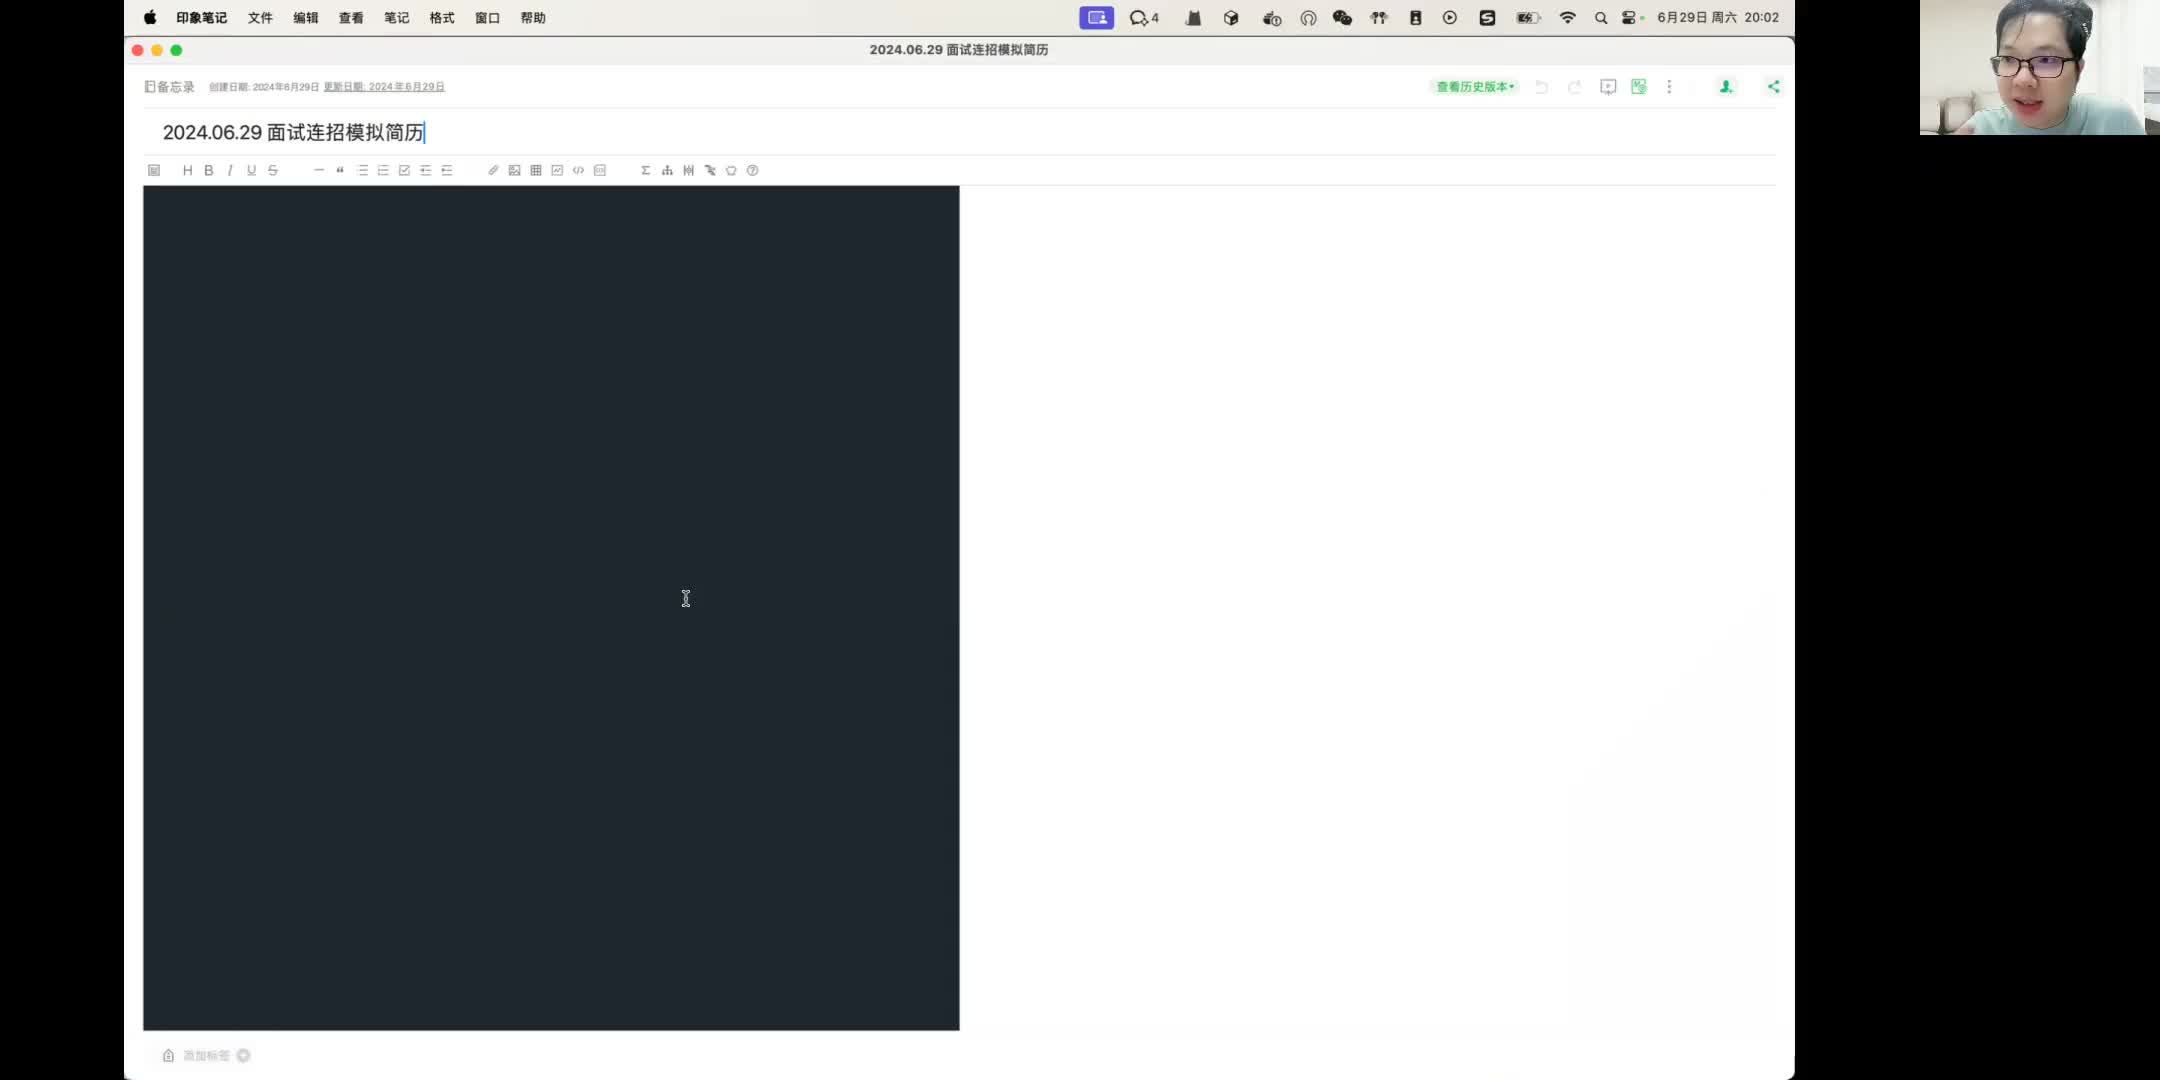 印象笔记 文件 编辑 查看 笔记 格式 窗口 帮助 4 6月29日 周六 20:02
2024.06.29 面试连招模拟简历
备忘录 创建日期: 2024年6月29日 更新日期: 2024年6月29日 查看历史版本
2024.06.29 面试连招模拟简历
H B I U S
添加标签